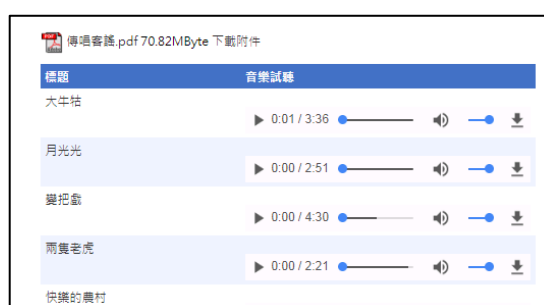 傳唱客謠.pdf 70.82MByte 下載附件
標題 音樂試聽
大牛牯
0:01 / 3:36
月光光
0:00 / 2:51
變把戲
0:00 / 4:30
兩隻老虎
0:00 / 2:21
快樂的農村